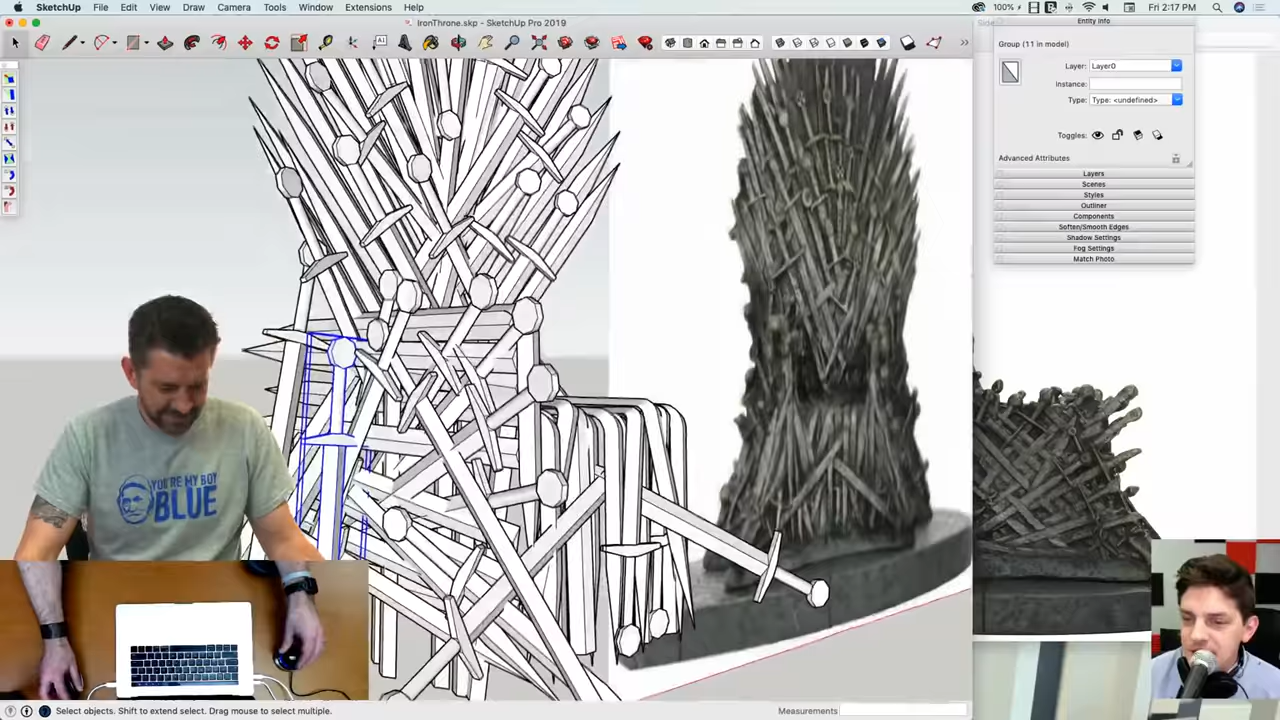 SketchUp File Edit View Draw Camera Tools Window Extensions Help
100% Fri 2:17 PM
IronThrone.skp - SketchUp Pro 2019
Side
Entity Info
Group (11 in model)
Layer: Layer0
Instance:
Type: Type: <undefined>
Toggles:
Advanced Attributes
Layers
Scenes
Styles
Outliner
Components
Soften/Smooth Edges
Shadow Settings
Fog Settings
Match Photo
YOU'RE MY BOY
BLUE
Select objects. Shift to extend select. Drag mouse to select multiple.
Measurements